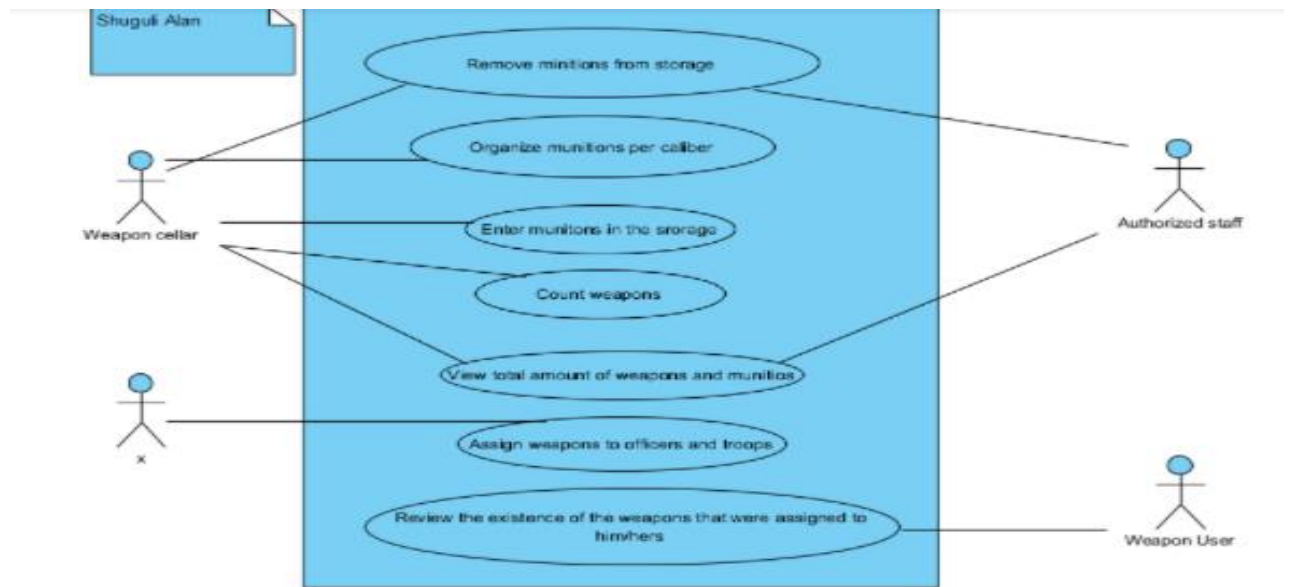 Shuguli Alan
Remove minitions from storage
Organize munitions per caliber
Weapon cellar
Authorized staff
Enter munitons in the srorage
Count weapons
View total amount of weapons and munitios
Assign weapons to officers and troops
x
Review the existence of the weapons that were assigned to
him/hers
Weapon User